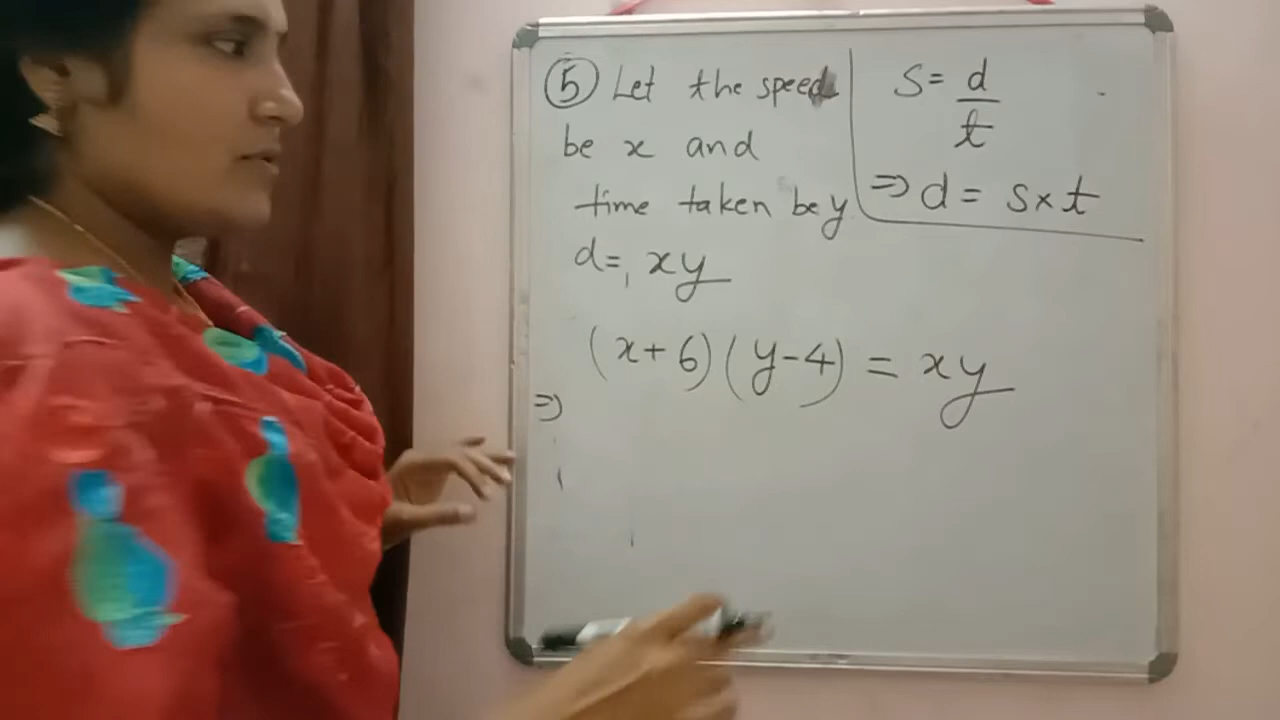 ⑤ Let the speed
be x and
time taken be y
d = xy
(x+6)(y-4) = xy
⇒
S = d/t
⇒ d = s×t